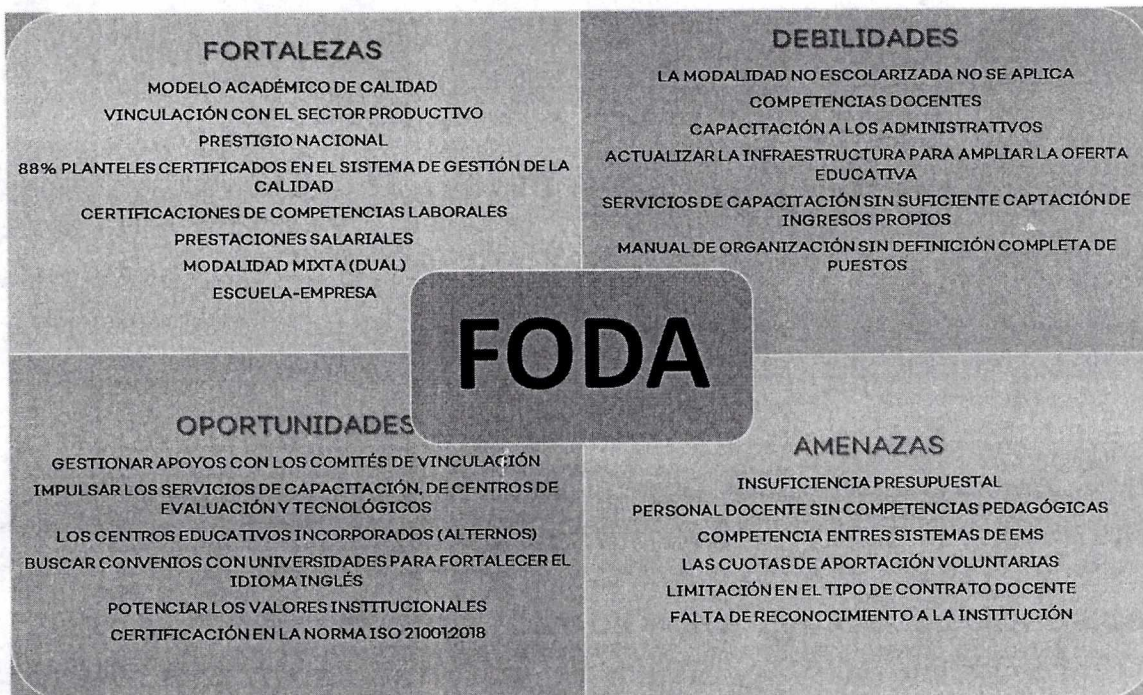 FORTALEZAS
MODELO ACADÉMICO DE CALIDAD
VINCULACIÓN CON EL SECTOR PRODUCTIVO
PRESTIGIO NACIONAL
88% PLANTELES CERTIFICADOS EN EL SISTEMA DE GESTIÓN DE LA
CALIDAD
CERTIFICACIONES DE COMPETENCIAS LABORALES
PRESTACIONES SALARIALES
MODALIDAD MIXTA (DUAL)
ESCUELA-EMPRESA
DEBILIDADES
LA MODALIDAD NO ESCOLARIZADA NO SE APLICA
COMPETENCIAS DOCENTES
CAPACITACIÓN A LOS ADMINISTRATIVOS
ACTUALIZAR LA INFRAESTRUCTURA PARA AMPLIAR LA OFERTA
EDUCATIVA
SERVICIOS DE CAPACITACIÓN SIN SUFICIENTE CAPTACIÓN DE
INGRESOS PROPIOS
MANUAL DE ORGANIZACIÓN SIN DEFINICIÓN COMPLETA DE
PUESTOS
FODA
OPORTUNIDADES
GESTIONAR APOYOS CON LOS COMITÉS DE VINCULACIÓN
IMPULSAR LOS SERVICIOS DE CAPACITACIÓN, DE CENTROS DE
EVALUACIÓN Y TECNOLÓGICOS
LOS CENTROS EDUCATIVOS INCORPORADOS (ALTERNOS)
BUSCAR CONVENIOS CON UNIVERSIDADES PARA FORTALECER EL
IDIOMA INGLÉS
POTENCIAR LOS VALORES INSTITUCIONALES
CERTIFICACIÓN EN LA NORMA ISO 21001:2018
AMENAZAS
INSUFICIENCIA PRESUPUESTAL
PERSONAL DOCENTE SIN COMPETENCIAS PEDAGÓGICAS
COMPETENCIA ENTRES SISTEMAS DE EMS
LAS CUOTAS DE APORTACIÓN VOLUNTARIAS
LIMITACIÓN EN EL TIPO DE CONTRATO DOCENTE
FALTA DE RECONOCIMIENTO A LA INSTITUCIÓN